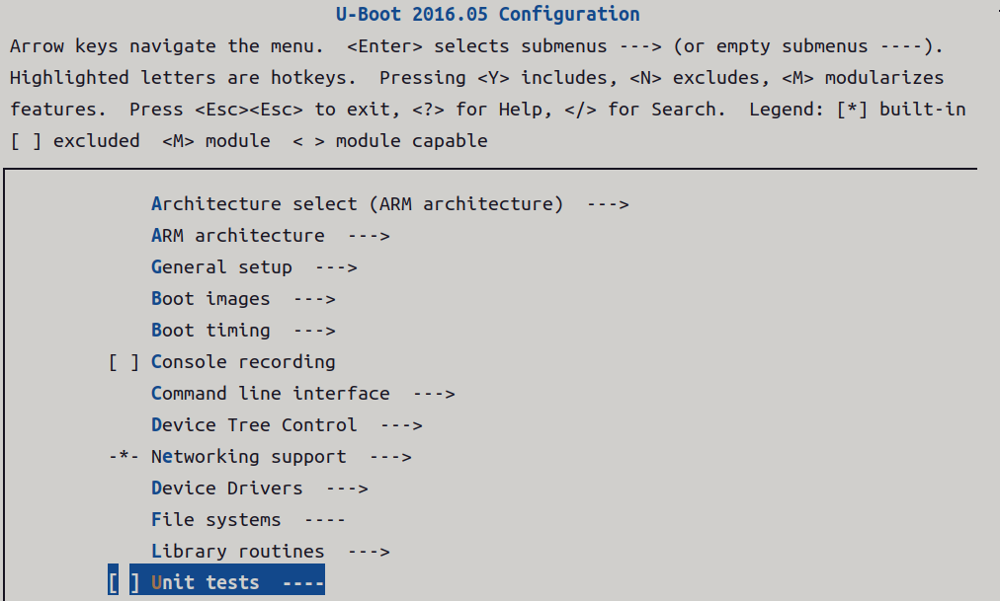 U-Boot 2016.05 Configuration
Arrow keys navigate the menu.  <Enter> selects submenus ---> (or empty submenus ----).
Highlighted letters are hotkeys.  Pressing <Y> includes, <N> excludes, <M> modularizes
features.  Press <Esc><Esc> to exit, <?> for Help, </> for Search.  Legend: [*] built-in
[ ] excluded  <M> module  < > module capable
Architecture select (ARM architecture)  --->
ARM architecture  --->
General setup  --->
Boot images  --->
Boot timing  --->
[ ] Console recording
Command line interface  --->
Device Tree Control  --->
-*- Networking support  --->
Device Drivers  --->
File systems  ----
Library routines  --->
[ ] Unit tests  ----